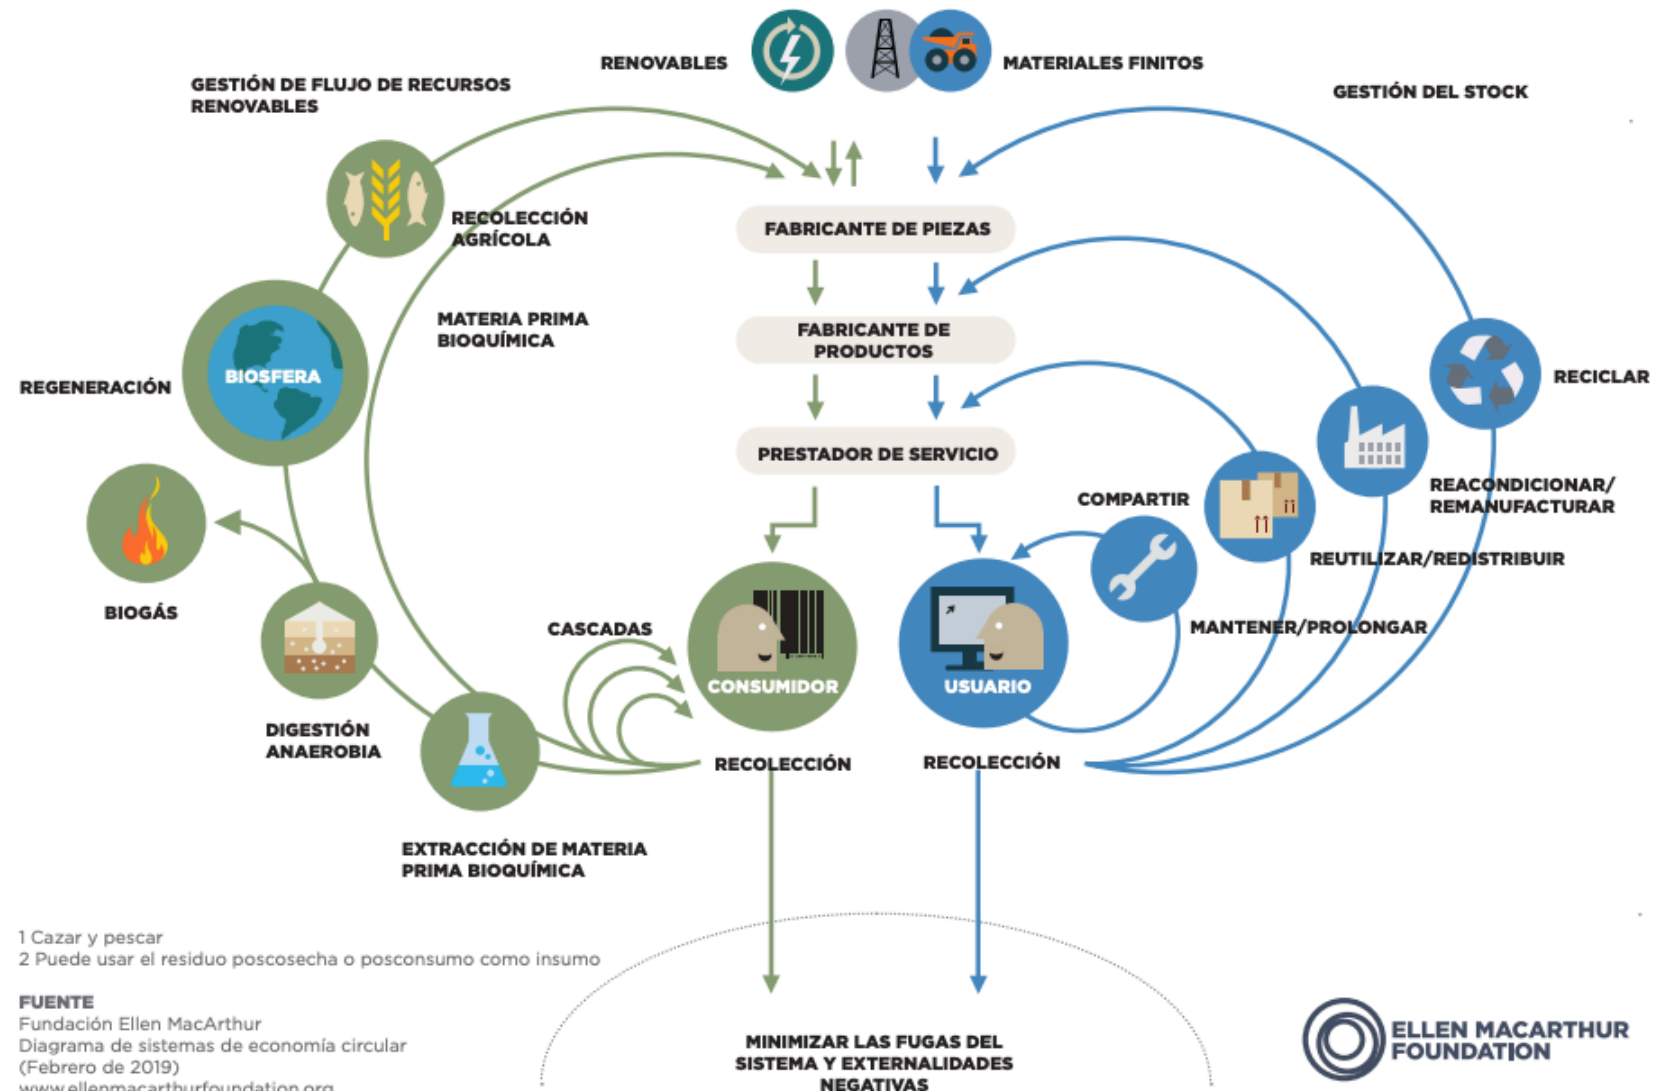 RENOVABLES
MATERIALES FINITOS
GESTIÓN DE FLUJO DE RECURSOS
RENOVABLES
GESTIÓN DEL STOCK
RECOLECCIÓN
AGRÍCOLA
FABRICANTE DE PIEZAS
MATERIA PRIMA
BIOQUÍMICA
FABRICANTE DE
PRODUCTOS
REGENERACIÓN
BIOSFERA
RECICLAR
PRESTADOR DE SERVICIO
COMPARTIR
REACONDICIONAR/
REMANUFACTURAR
REUTILIZAR/REDISTRIBUIR
BIOGÁS
CASCADAS
MANTENER/PROLONGAR
CONSUMIDOR
USUARIO
DIGESTIÓN
ANAEROBIA
RECOLECCIÓN
RECOLECCIÓN
EXTRACCIÓN DE MATERIA
PRIMA BIOQUÍMICA
1 Cazar y pescar
2 Puede usar el residuo poscosecha o posconsumo como insumo
FUENTE
Fundación Ellen MacArthur
Diagrama de sistemas de economía circular
(Febrero de 2019)
www.ellenmacarthurfoundation.org
MINIMIZAR LAS FUGAS DEL
SISTEMA Y EXTERNALIDADES
NEGATIVAS
ELLEN MACARTHUR
FOUNDATION